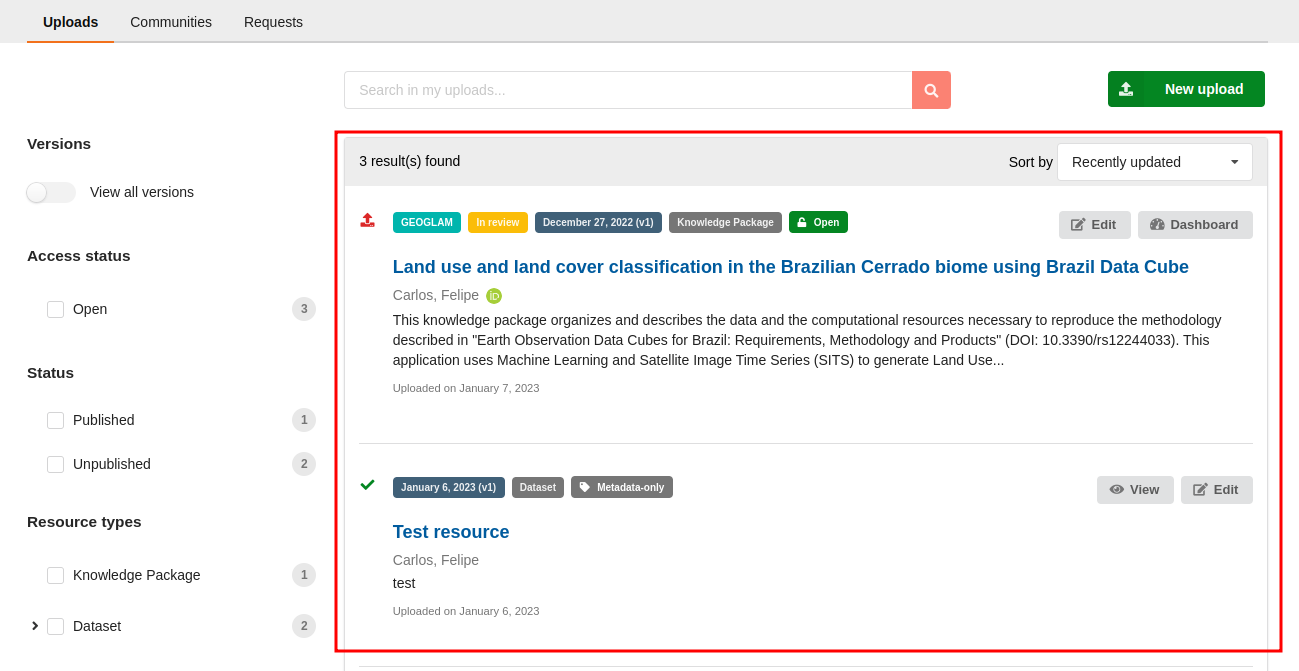 Uploads Communities Requests
Search in my uploads...
New upload
Versions
View all versions
Access status
Open 3
Status
Published 1
Unpublished 2
Resource types
Knowledge Package 1
Dataset 2
3 result(s) found
Sort by Recently updated
GEOGLAM In review December 27, 2022 (v1) Knowledge Package Open
Edit Dashboard
Land use and land cover classification in the Brazilian Cerrado biome using Brazil Data Cube
Carlos, Felipe iD
This knowledge package organizes and describes the data and the computational resources necessary to reproduce the methodology
described in "Earth Observation Data Cubes for Brazil: Requirements, Methodology and Products" (DOI: 10.3390/rs12244033). This
application uses Machine Learning and Satellite Image Time Series (SITS) to generate Land Use...
Uploaded on January 7, 2023
January 6, 2023 (v1) Dataset Metadata-only
View Edit
Test resource
Carlos, Felipe
test
Uploaded on January 6, 2023